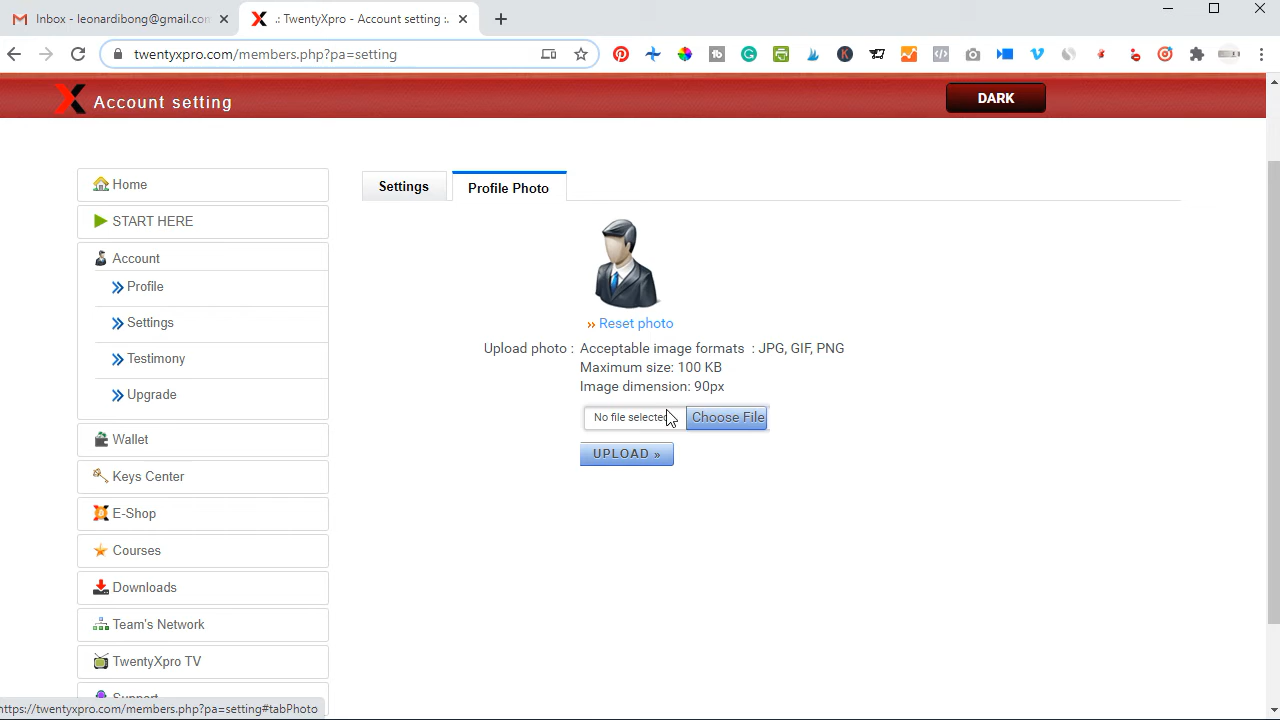 Inbox - leonardibong@gmail.com
.: TwentyXpro - Account setting :.
twentyxpro.com/members.php?pa=setting
Account setting
DARK
Home
START HERE
Account
Profile
Settings
Testimony
Upgrade
Wallet
Keys Center
E-Shop
Courses
Downloads
Team's Network
TwentyXpro TV
Support
Settings
Profile Photo
Reset photo
Upload photo : Acceptable image formats : JPG, GIF, PNG
Maximum size: 100 KB
Image dimension: 90px
No file selected
Choose File
UPLOAD »
https://twentyxpro.com/members.php?pa=setting#tabPhoto